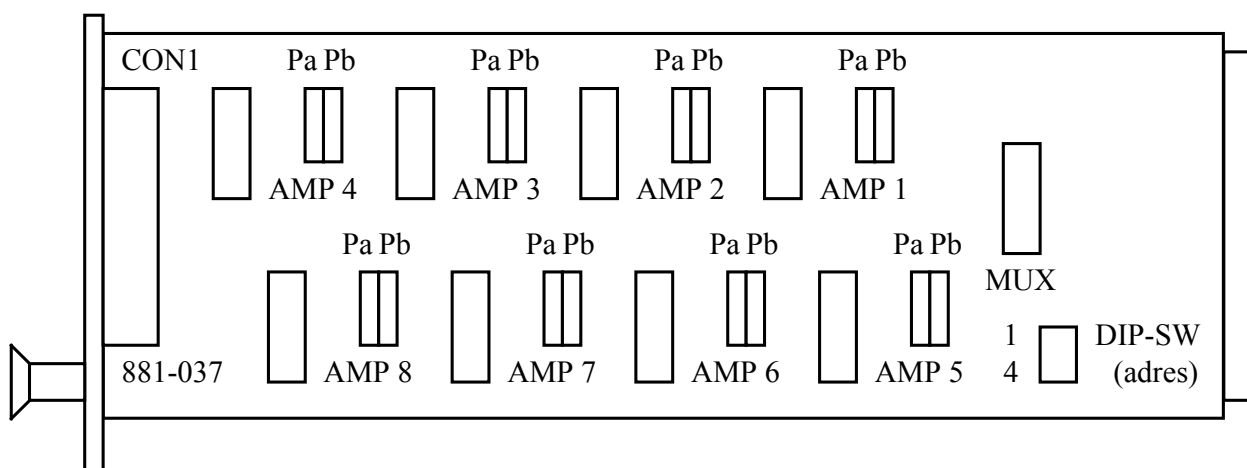 CON1 Pa Pb Pa Pb Pa Pb Pa Pb
AMP 4 AMP 3 AMP 2 AMP 1
Pa Pb Pa Pb Pa Pb Pa Pb
MUX
1 DIP-SW
881-037 AMP 8 AMP 7 AMP 6 AMP 5 4 (adres)